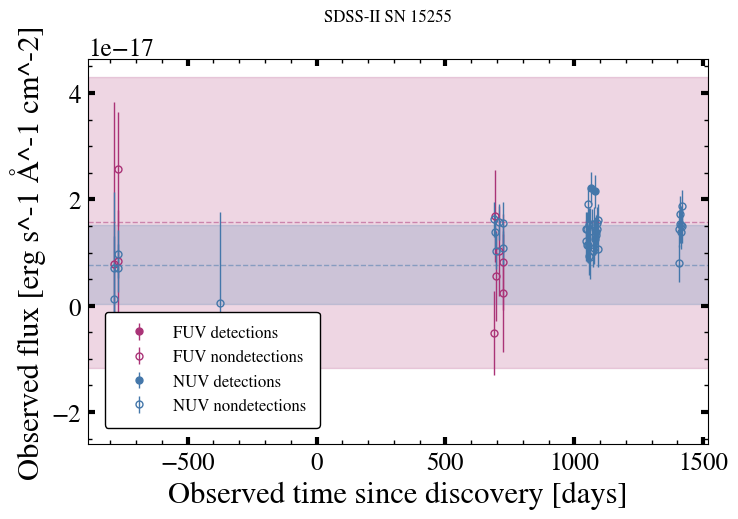 SDSS-II SN 15255
1e−17
Observed flux [erg s^-1 Å^-1 cm^-2]
4
2
0
−2
FUV detections
FUV nondetections
NUV detections
NUV nondetections
−500
0
500
1000
1500
Observed time since discovery [days]